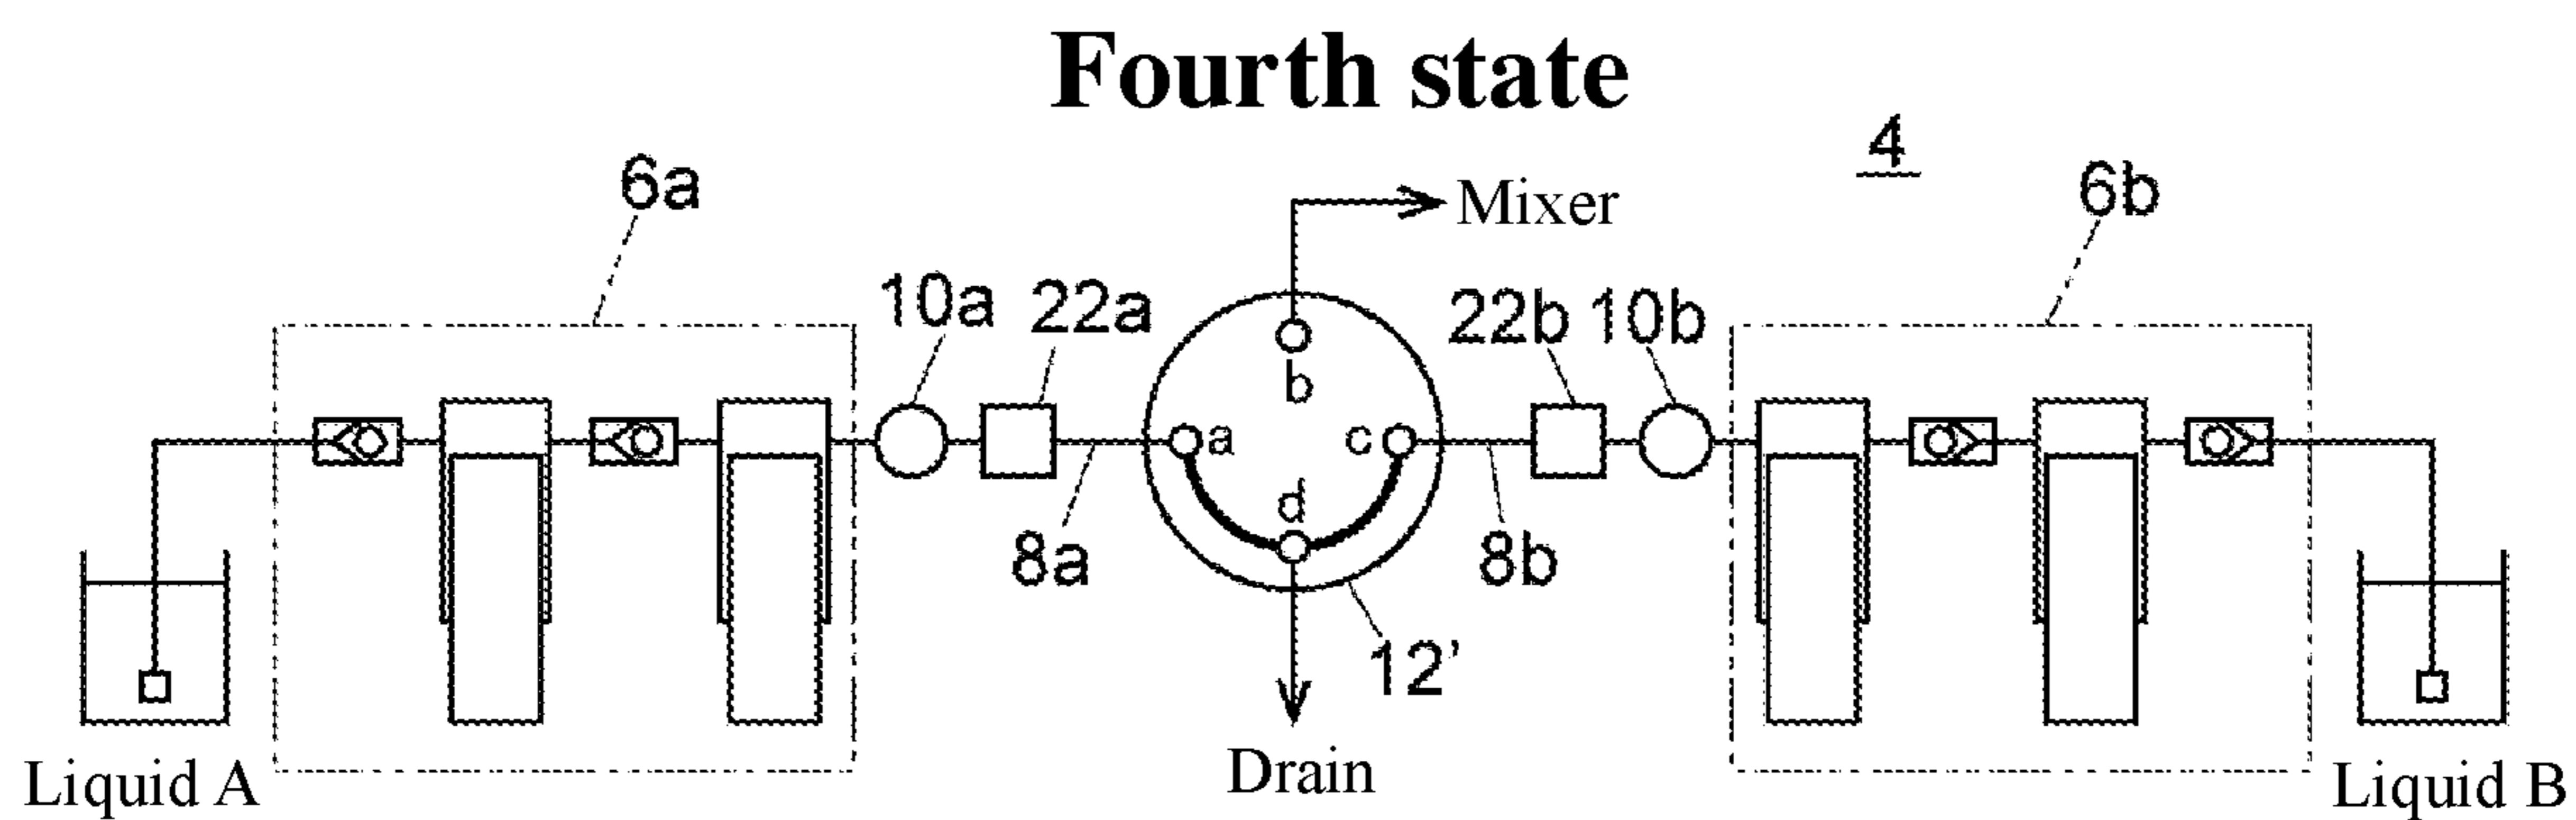 Fourth state
4
6a
Mixer
6b
10a
22a
22b
10b
b
a
c
d
8a
8b
12’
Drain
Liquid A
Liquid B